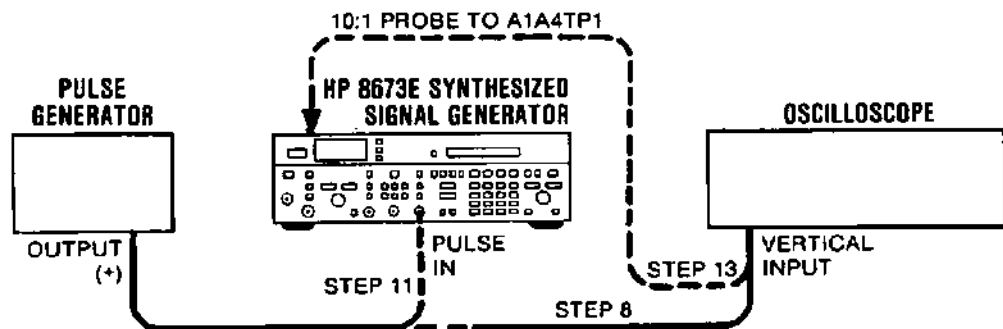 10:1 PROBE TO A1A4TP1
PULSE
GENERATOR
HP 8673E SYNTHESIZED
SIGNAL GENERATOR
OSCILLOSCOPE
OUTPUT
(+)
PULSE
IN
VERTICAL
INPUT
STEP 11
STEP 13
STEP 8